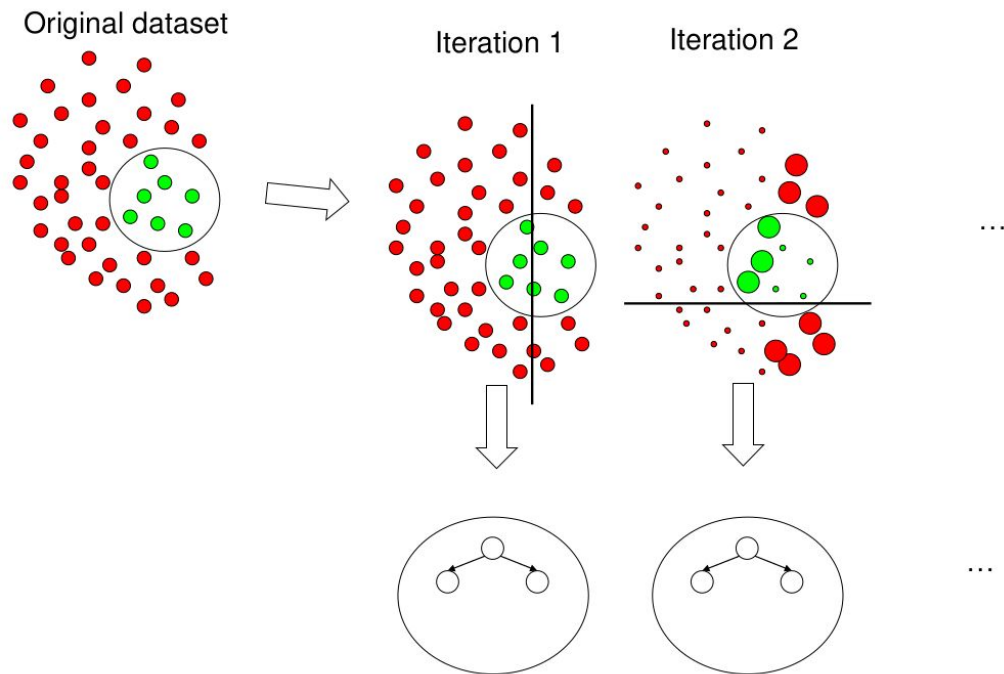 Original dataset
Iteration 1
Iteration 2
...
...